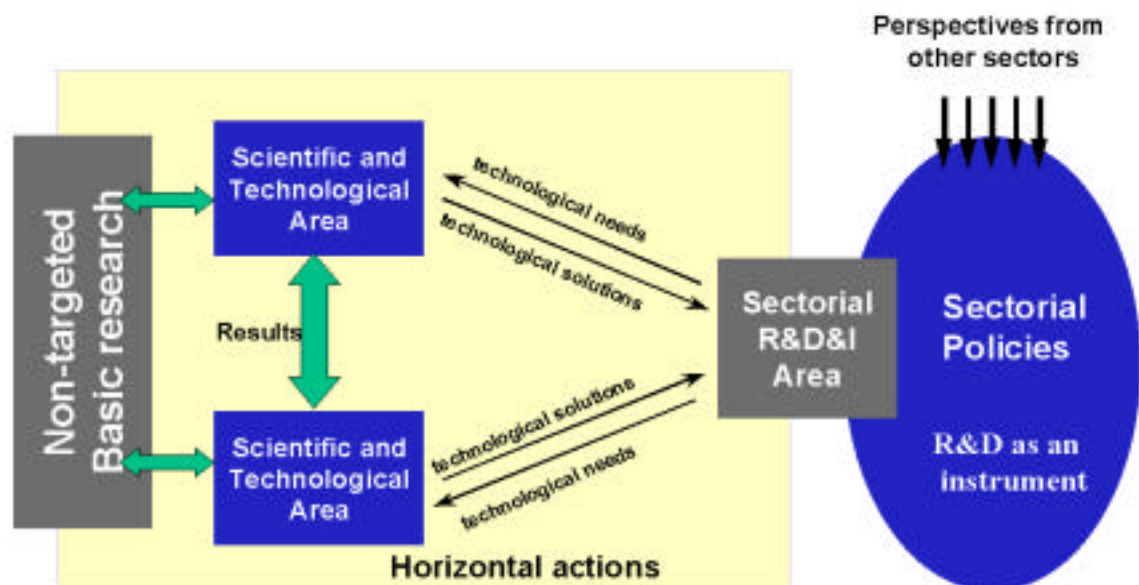 Perspectives from
other sectors
Non-targeted
Basic research
Scientific and
Technological
Area
technological needs
technological solutions
Results
Sectorial
R&D&I
Area
Sectorial
Policies
R&D as an
instrument
Scientific and
Technological
Area
technological solutions
technological needs
Horizontal actions